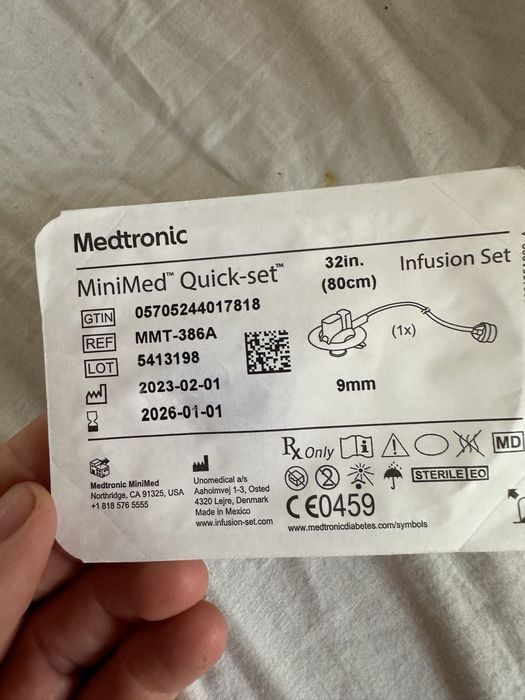 Medtronic
MiniMed™ Quick-set™
32in.
(80cm)
Infusion Set
GTIN 05705244017818
REF MMT-386A
LOT 5413198
2023-02-01
2026-01-01
(1x)
9mm
Rx Only
MD
STERILE EO
Medtronic MiniMed
Northridge, CA 91325, USA
+1 818 576 5555
Unomedical a/s
Aaholmvej 1-3, Osted
4320 Lejre, Denmark
Made in Mexico
www.infusion-set.com
CE0459
www.medtronicdiabetes.com/symbols